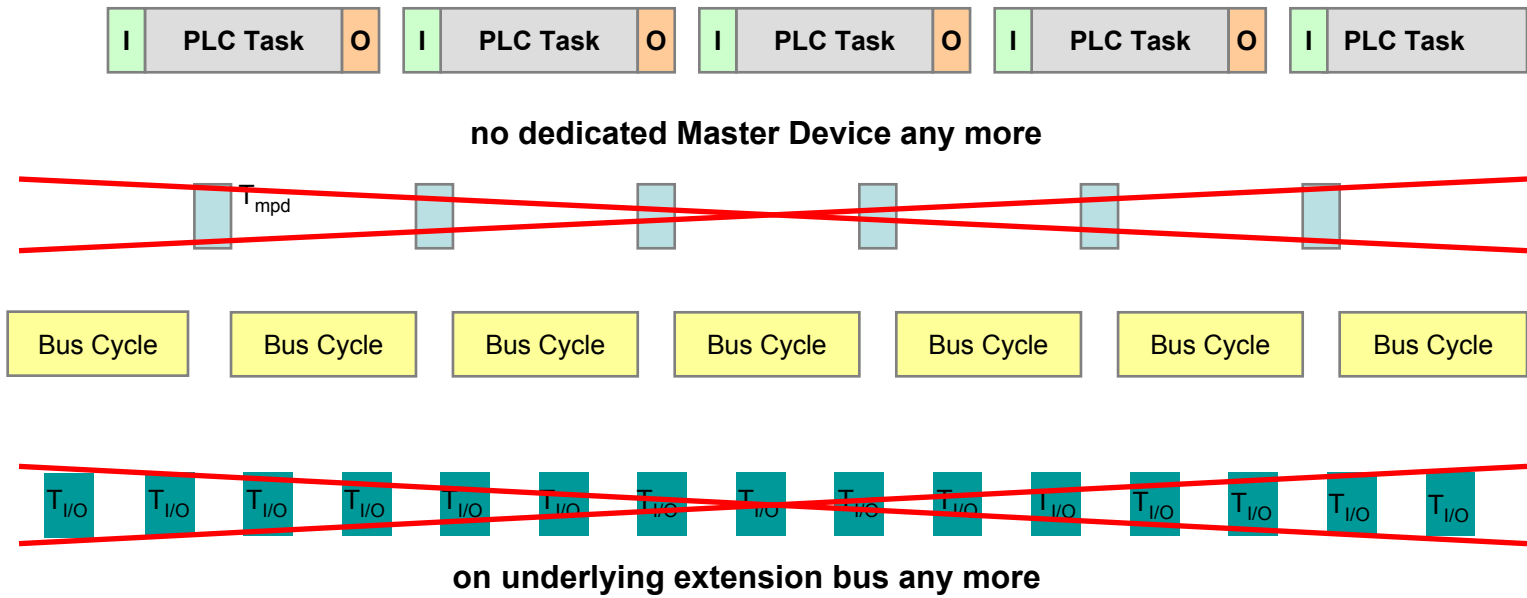 I PLC Task O I PLC Task O I PLC Task O I PLC Task O I PLC Task
no dedicated Master Device any more
Tmpd
Bus Cycle Bus Cycle Bus Cycle Bus Cycle Bus Cycle Bus Cycle Bus Cycle
TI/O TI/O TI/O TI/O TI/O TI/O TI/O TI/O TI/O TI/O TI/O TI/O TI/O TI/O TI/O
on underlying extension bus any more